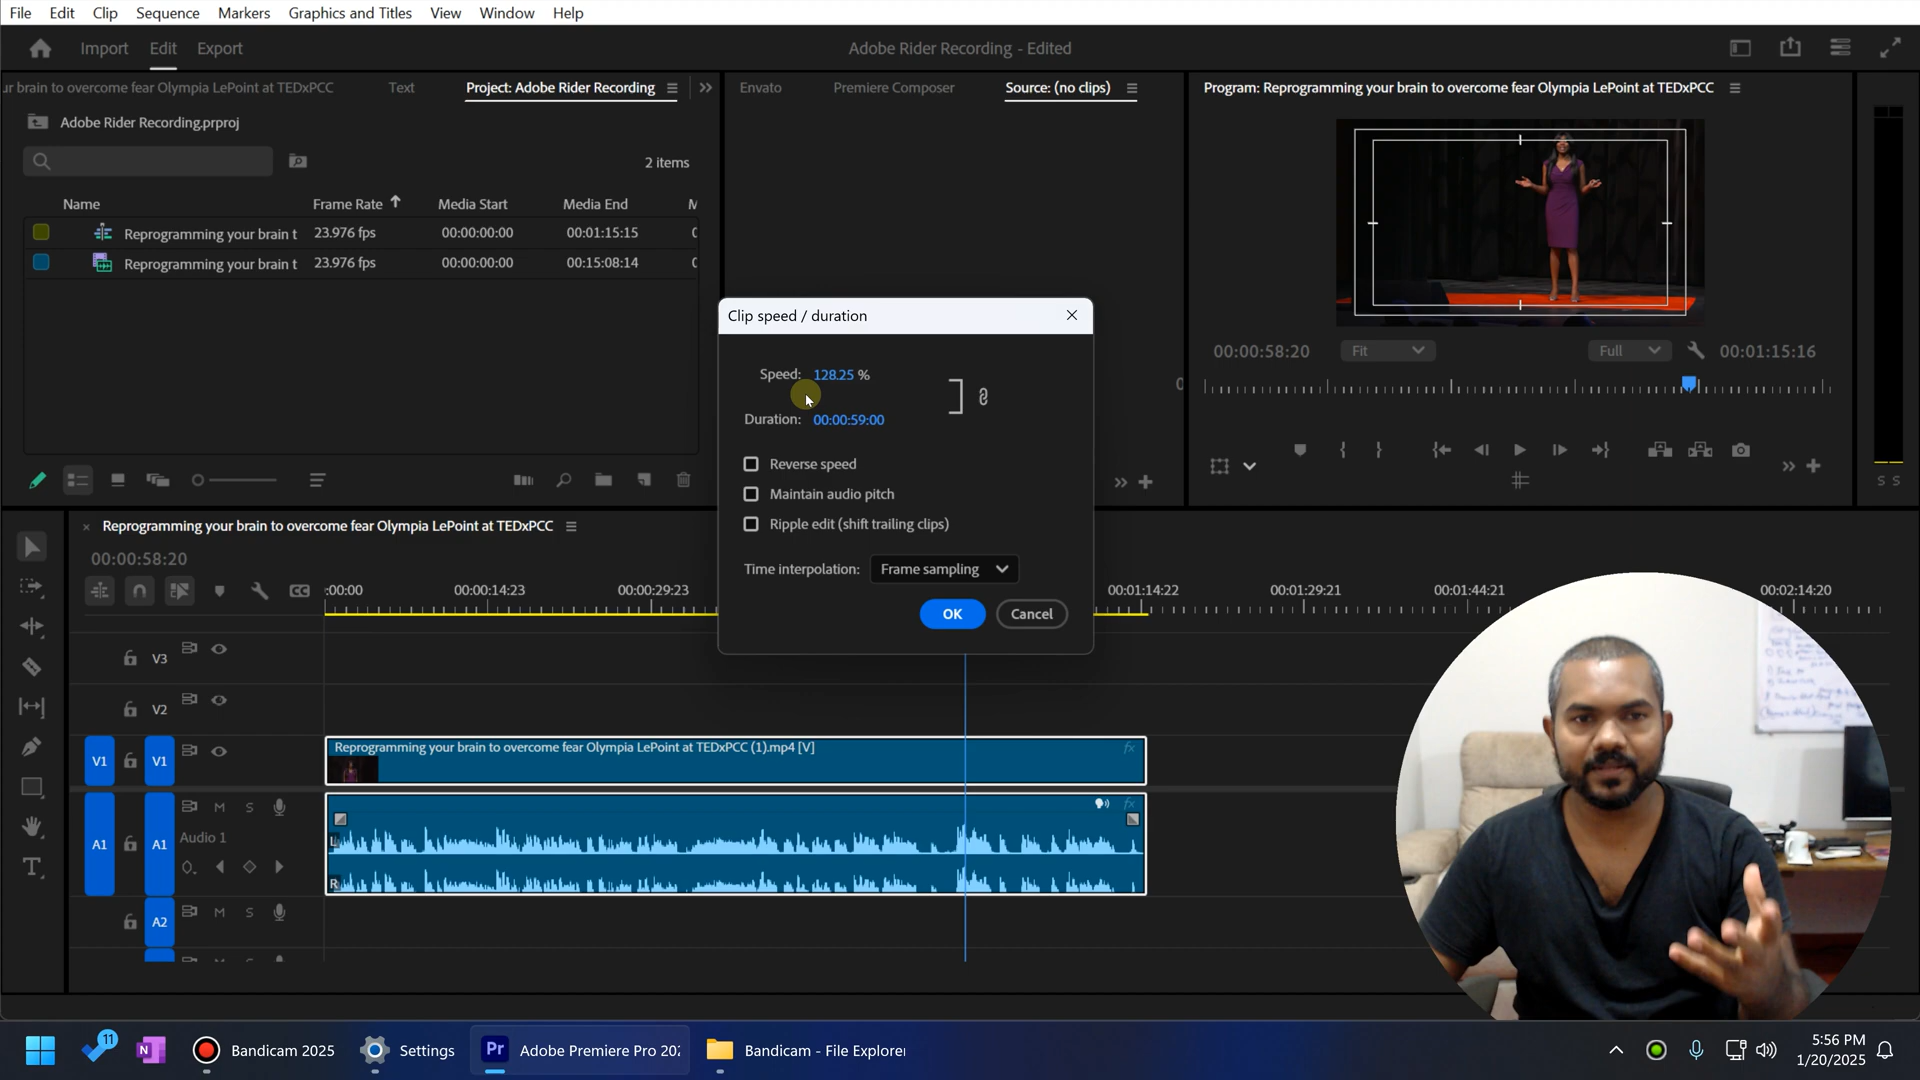 File Edit Clip Sequence Markers Graphics and Titles View Window Help
Import Edit Export
Adobe Rider Recording - Edited
ur brain to overcome fear Olympia LePoint at TEDxPCC
Text
Project: Adobe Rider Recording
Envato
Premiere Composer
Source: (no clips)
Program: Reprogramming your brain to overcome fear Olympia LePoint at TEDxPCC
Adobe Rider Recording.prproj
2 items
Name Frame Rate Media Start Media End M
Reprogramming your brain t 23.976 fps 00:00:00:00 00:01:15:15 0
Reprogramming your brain t 23.976 fps 00:00:00:00 00:15:08:14 0
Clip speed / duration
Speed: 128.25 %
Duration: 00:00:59:00
Reverse speed
Maintain audio pitch
Ripple edit (shift trailing clips)
Time interpolation: Frame sampling
OK Cancel
00:00:58:20 Fit Full 00:01:15:16
0
S S
Reprogramming your brain to overcome fear Olympia LePoint at TEDxPCC
00:00:58:20
CC
:00:00 00:00:14:23 00:00:29:23 00:01:14:22 00:01:29:21 00:01:44:21 00:02:14:20
V3
V2
V1 V1
Reprogramming your brain to overcome fear Olympia LePoint at TEDxPCC (1).mp4 [V]
fx
A1 A1 M S
Audio 1
L
R
fx
A2 M S
11
N
Bandicam 2025
Settings
Pr
Adobe Premiere Pro 202
Bandicam - File Explorer
5:56 PM
1/20/2025